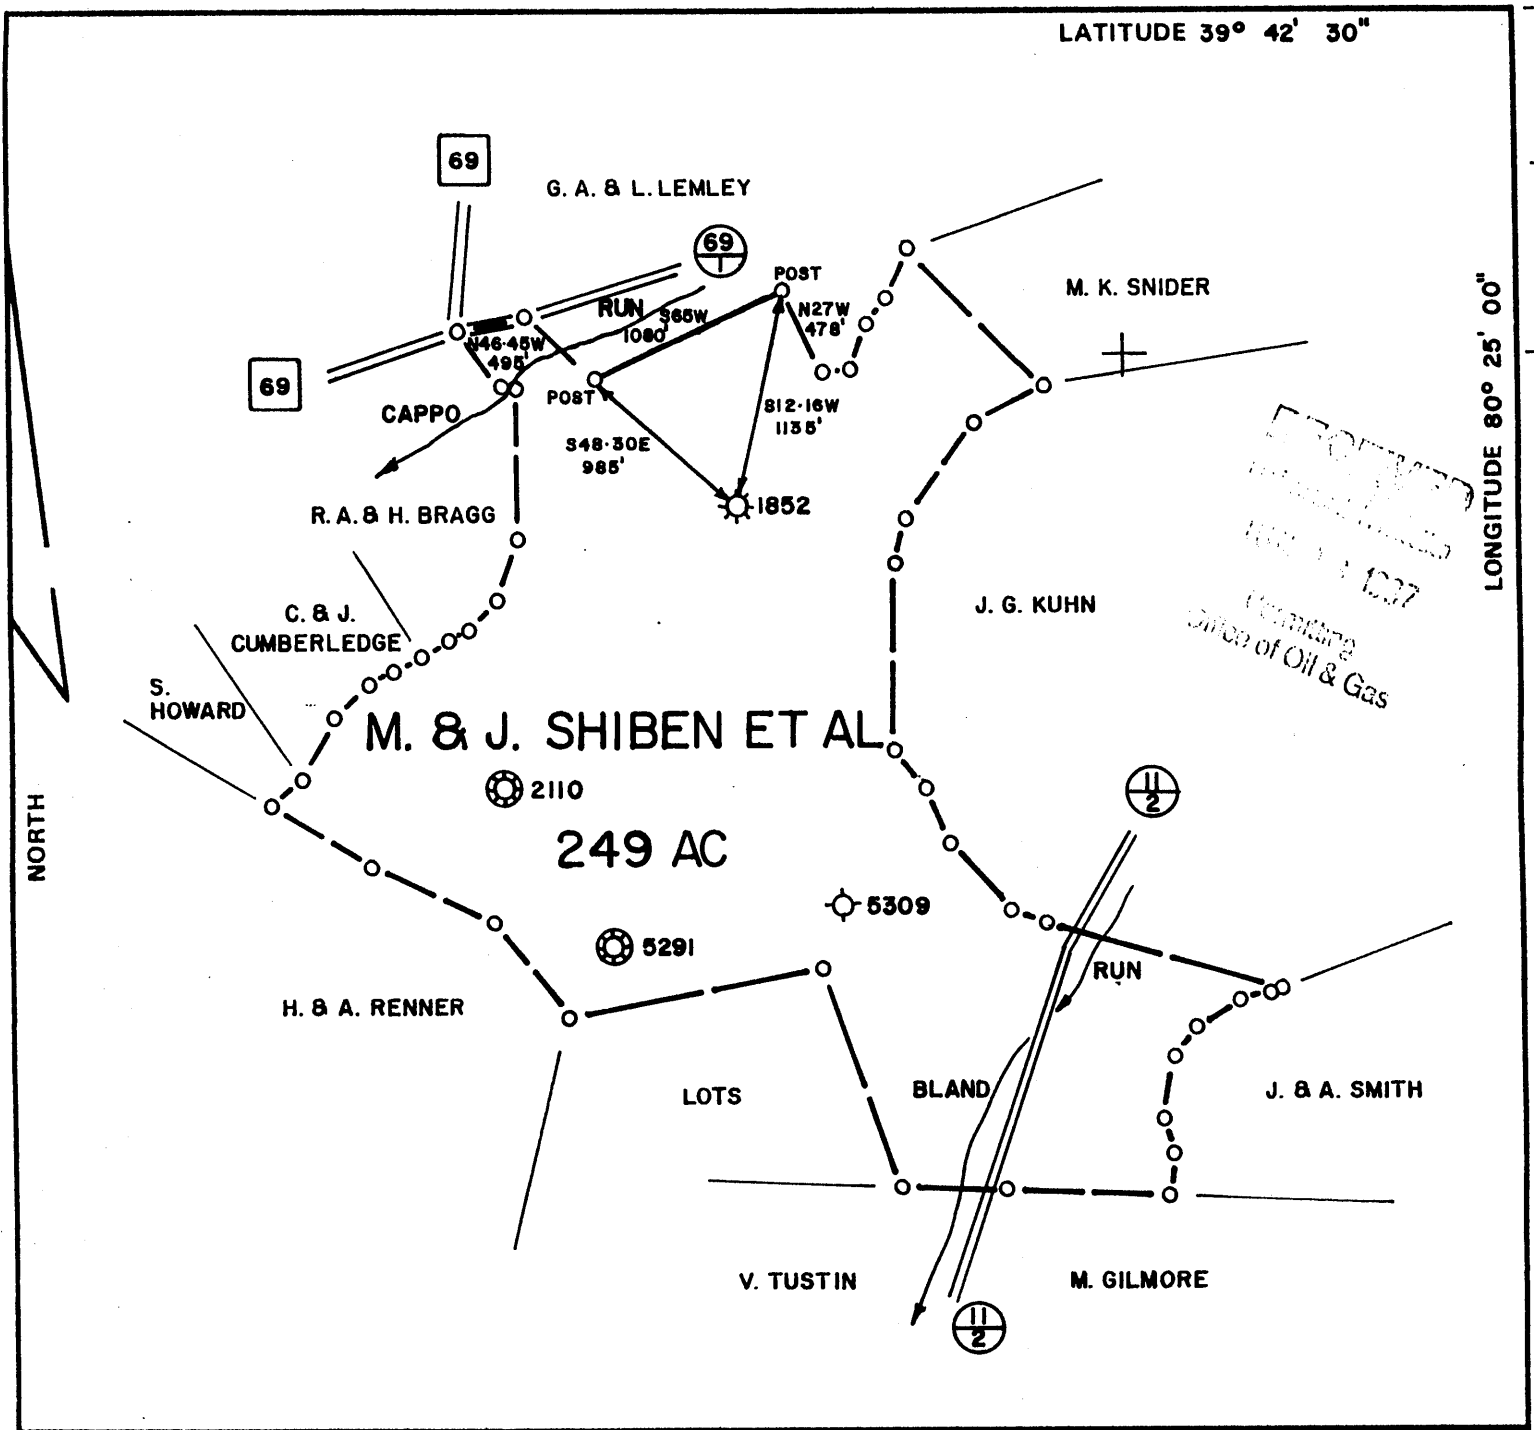 LATITUDE 39° 42' 30"
69
G. A. & L. LEMLEY
69
1
POST
M. K. SNIDER
RUN
S65W
1080'
N27W
478'
N46·45W
495'
LONGITUDE 80° 25' 00"
69
POST
CAPPO
S12·16W
1135'
S48·30E
985'
1852
R. A. & H. BRAGG
J. G. KUHN
Permitting
Office of Oil & Gas
C. & J.
CUMBERLEDGE
S.
HOWARD
M. & J. SHIBEN ET AL
2110
11
2
NORTH
249 AC
5309
5291
RUN
H. & A. RENNER
LOTS
BLAND
J. & A. SMITH
V. TUSTIN
M. GILMORE
11
2